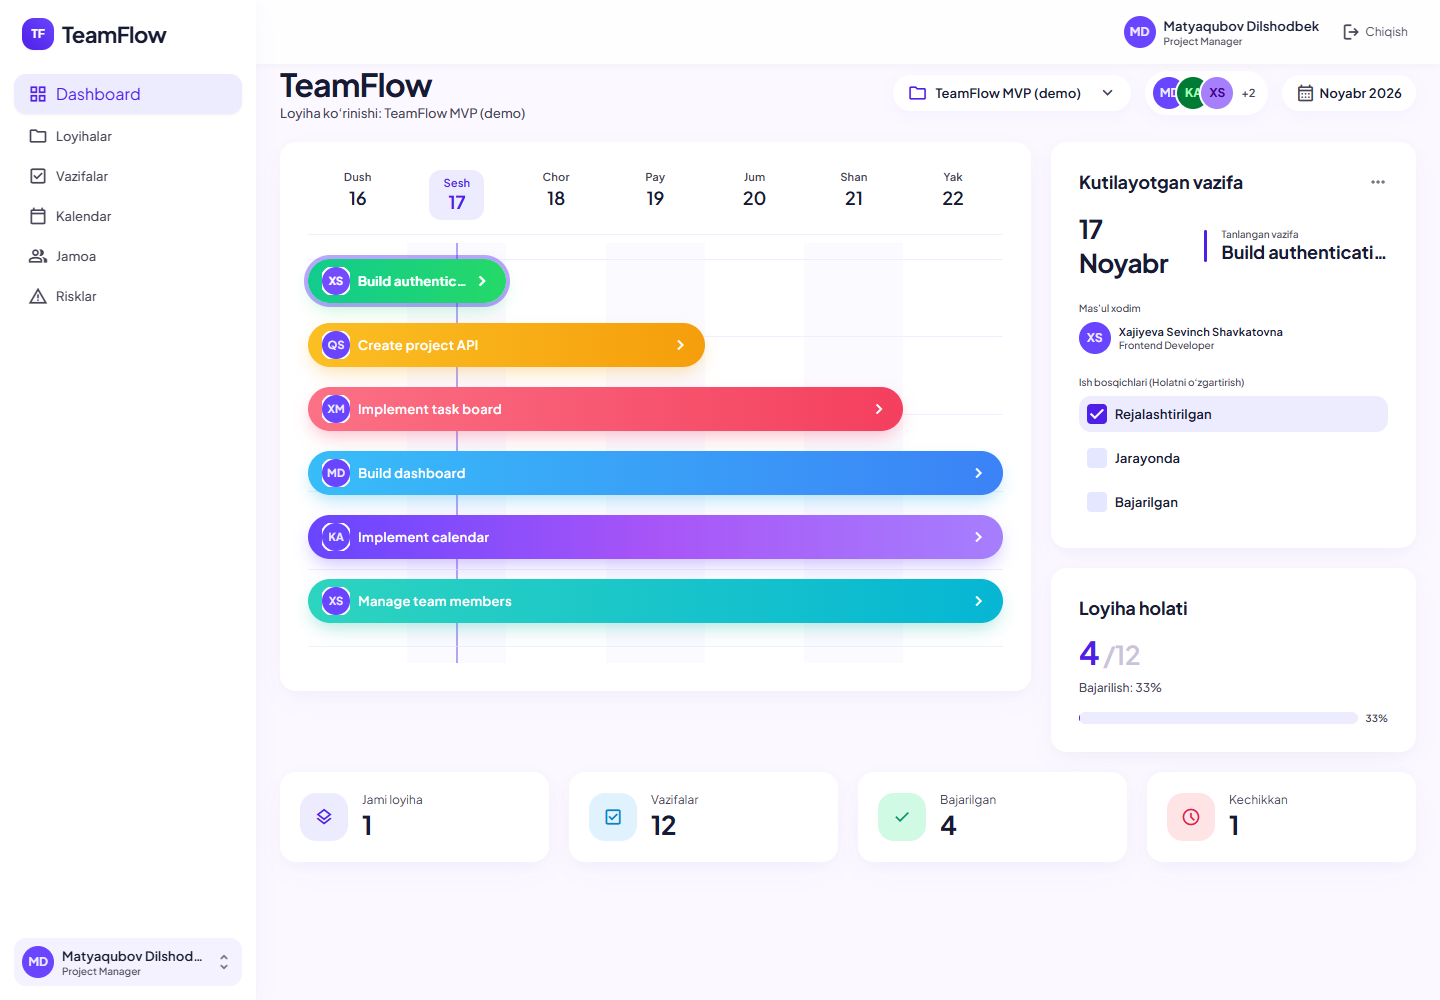 TF TeamFlow
Dashboard
Loyihalar
Vazifalar
Kalendar
Jamoa
Risklar
MD Matyaqubov Dilshod...
Project Manager
MD Matyaqubov Dilshodbek
Project Manager
Chiqish
TeamFlow
Loyiha ko'rinishi: TeamFlow MVP (demo)
TeamFlow MVP (demo)
MD KA XS +2
Noyabr 2026
Dush Sesh Chor Pay Jum Shan Yak
16 17 18 19 20 21 22
XS Build authentic...
QS Create project API
XM Implement task board
MD Build dashboard
KA Implement calendar
XS Manage team members
Kutilayotgan vazifa
17
Noyabr
Tanlangan vazifa
Build authenticati...
Mas'ul xodim
XS Xajiyeva Sevinch Shavkatovna
Frontend Developer
Ish bosqichlari (Holatni o'zgartirish)
Rejalashtirilgan
Jarayonda
Bajarilgan
Loyiha holati
4 /12
Bajarilish: 33%
33%
Jami loyiha
1
Vazifalar
12
Bajarilgan
4
Kechikkan
1